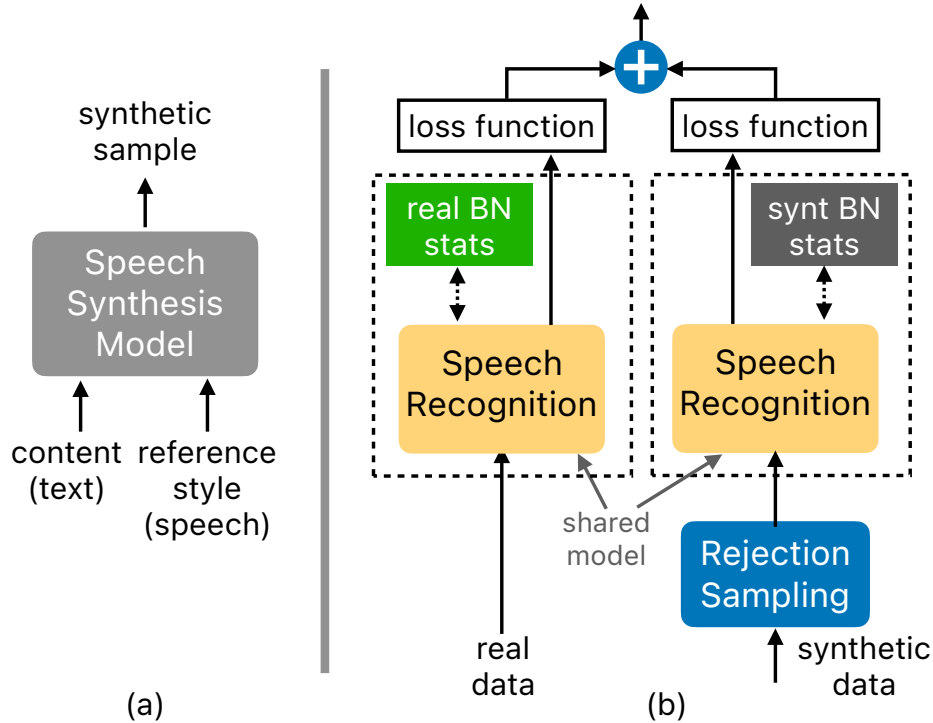 synthetic
sample
Speech
Synthesis
Model
content
(text)
reference
style
(speech)
(a)
loss function
loss function
real BN
stats
synt BN
stats
Speech
Recognition
Speech
Recognition
shared
model
Rejection
Sampling
real
data
synthetic
data
(b)